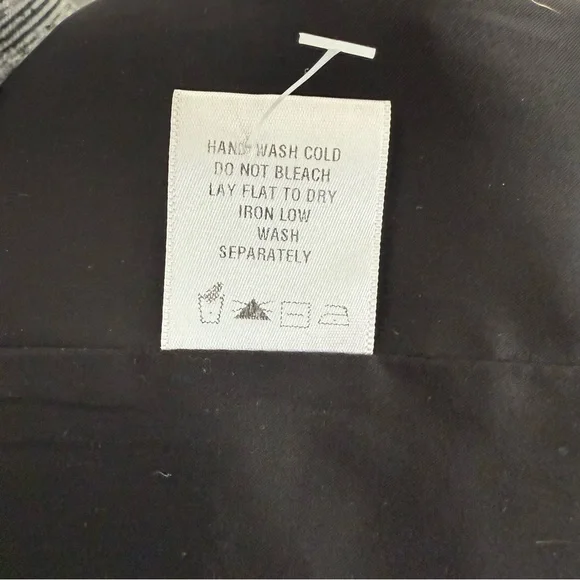 HAND WASH COLD
DO NOT BLEACH
LAY FLAT TO DRY
IRON LOW
WASH
SEPARATELY